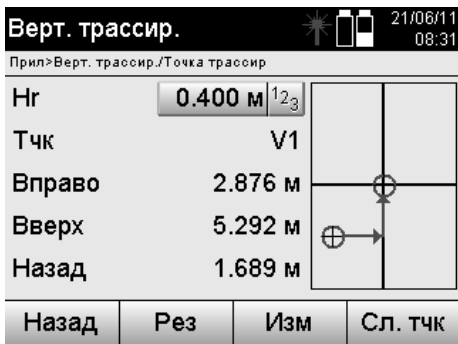 Верт. трассир.
21/06/11
08:31
Прил>Верт. трассир./Точка трассир
Hr 0.400 м 123
Тчк V1
Вправо 2.876 м
Вверх 5.292 м
Назад 1.689 м
Назад Рез Изм Сл. тчк